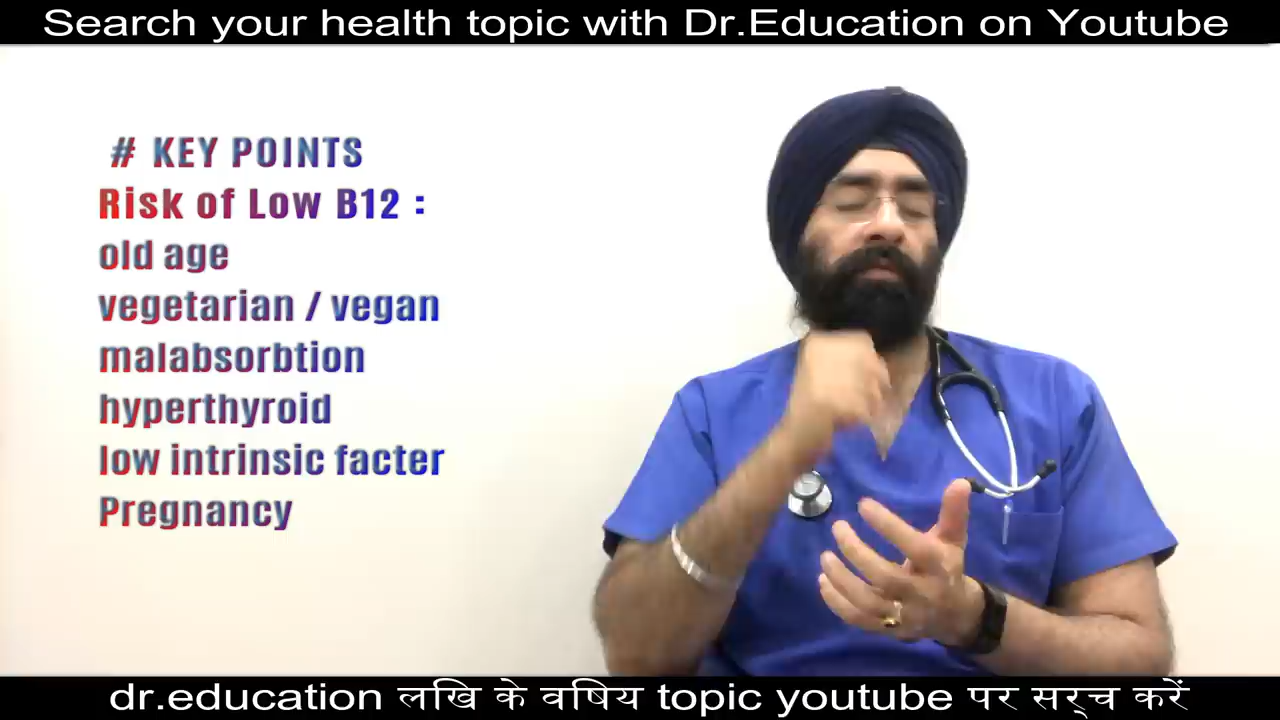 Search your health topic with Dr.Education on Youtube
# KEY POINTS
Risk of Low B12 :
old age
vegetarian / vegan
malabsorbtion
hyperthyroid
low intrinsic facter
Pregnancy
dr.education लखि के वषिय topic youtube पर सर्च करें